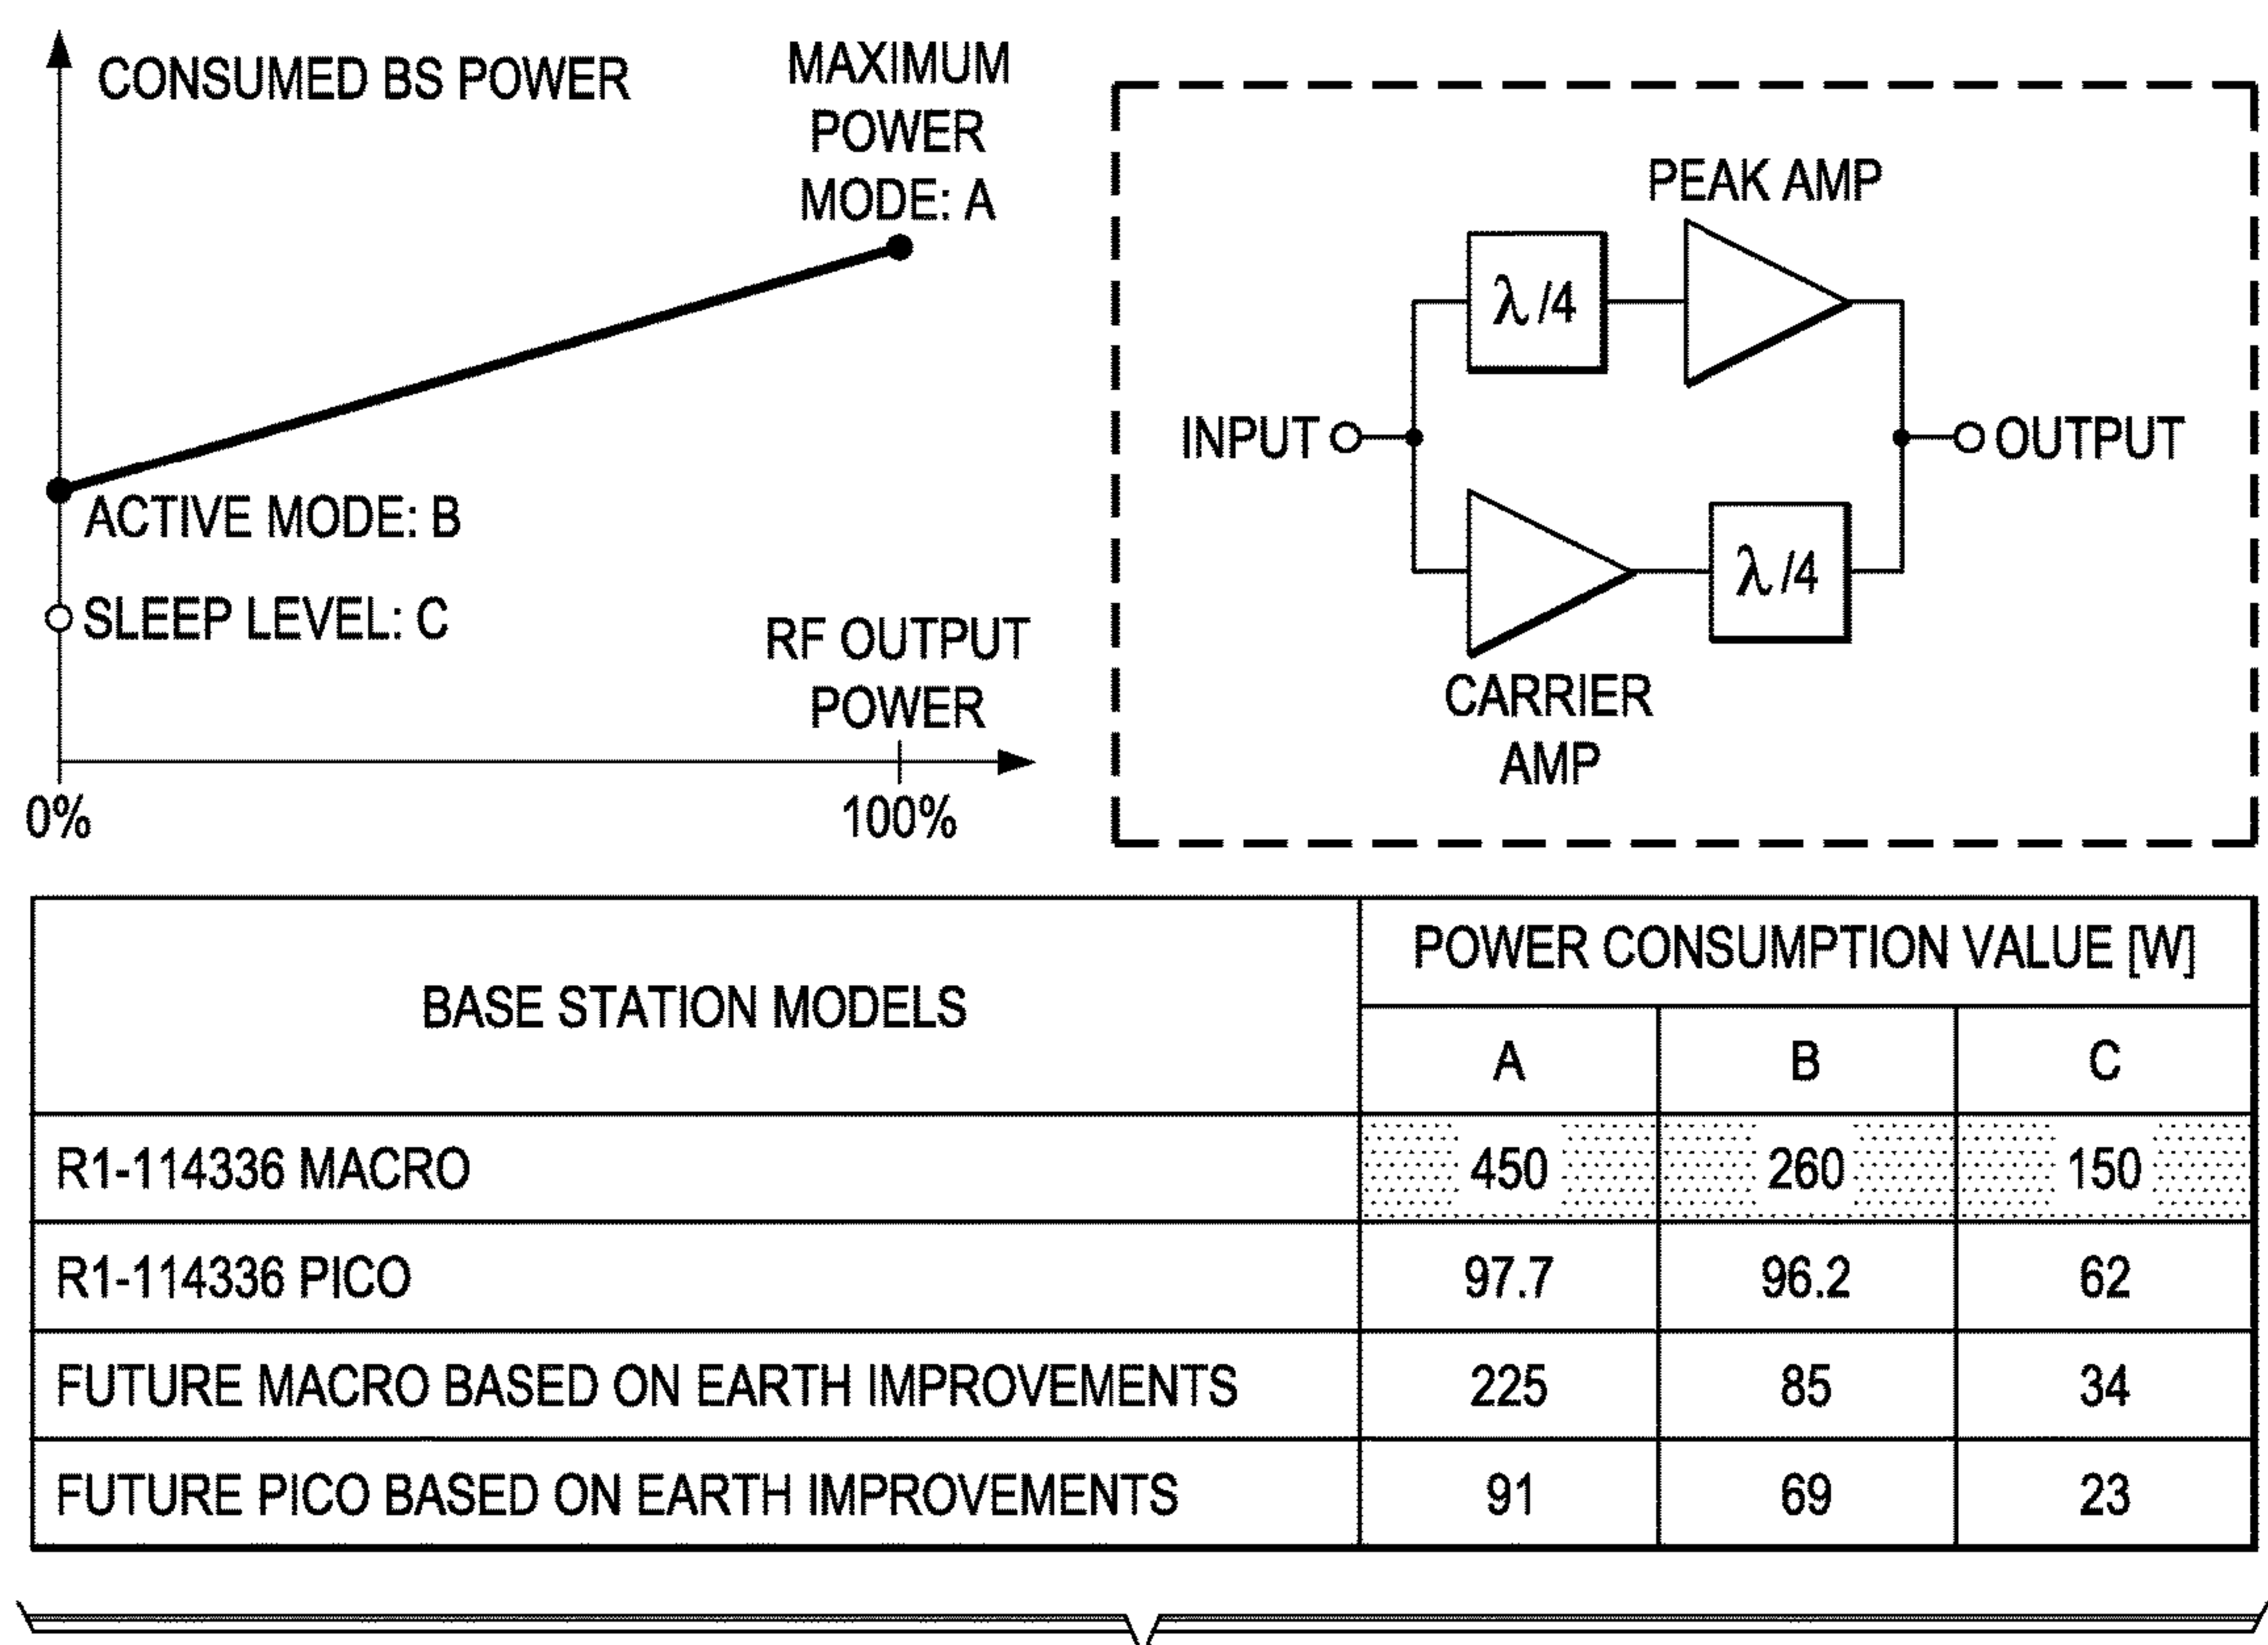 CONSUMED BS POWER
MAXIMUM
POWER
MODE: A
ACTIVE MODE: B
SLEEP LEVEL: C
RF OUTPUT
POWER
0%
100%
PEAK AMP
λ/4
INPUT
OUTPUT
λ/4
CARRIER
AMP
BASE STATION MODELS
POWER CONSUMPTION VALUE [W]
A B C
R1-114336 MACRO 450 260 150
R1-114336 PICO 97.7 96.2 62
FUTURE MACRO BASED ON EARTH IMPROVEMENTS 225 85 34
FUTURE PICO BASED ON EARTH IMPROVEMENTS 91 69 23